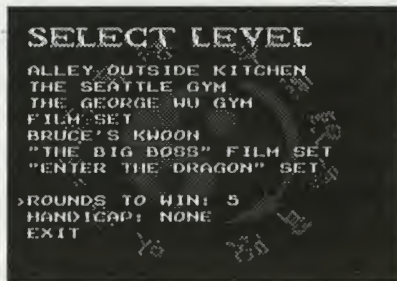 SELECT LEVEL
ALLEY OUTSIDE KITCHEN
THE SEATTLE GYM
THE GEORGE WU GYM
FILM SET
BRUCE'S KWOON
"THE BIG BOSS" FILM SET
"ENTER THE DRAGON" SET
›ROUNDS TO WIN: 5
HANDICAP: NONE
EXIT